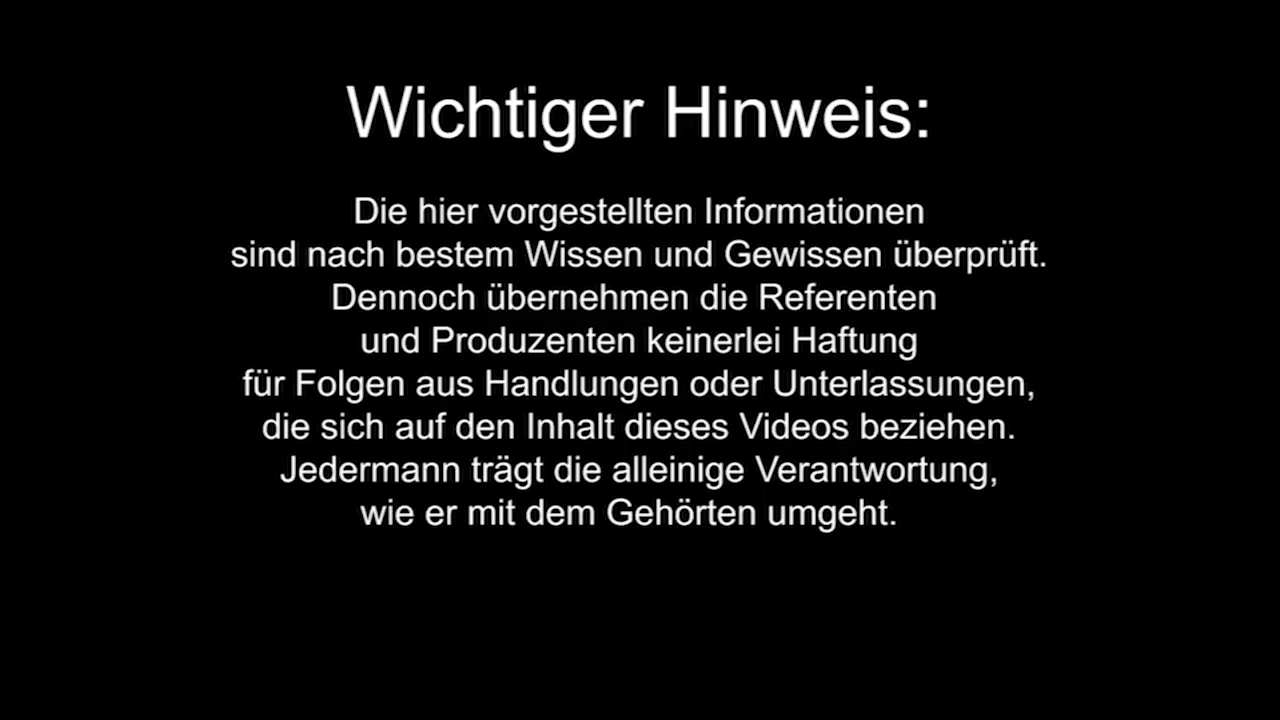 Wichtiger Hinweis:
Die hier vorgestellten Informationen
sind nach bestem Wissen und Gewissen überprüft.
Dennoch übernehmen die Referenten
und Produzenten keinerlei Haftung
für Folgen aus Handlungen oder Unterlassungen,
die sich auf den Inhalt dieses Videos beziehen.
Jedermann trägt die alleinige Verantwortung,
wie er mit dem Gehörten umgeht.